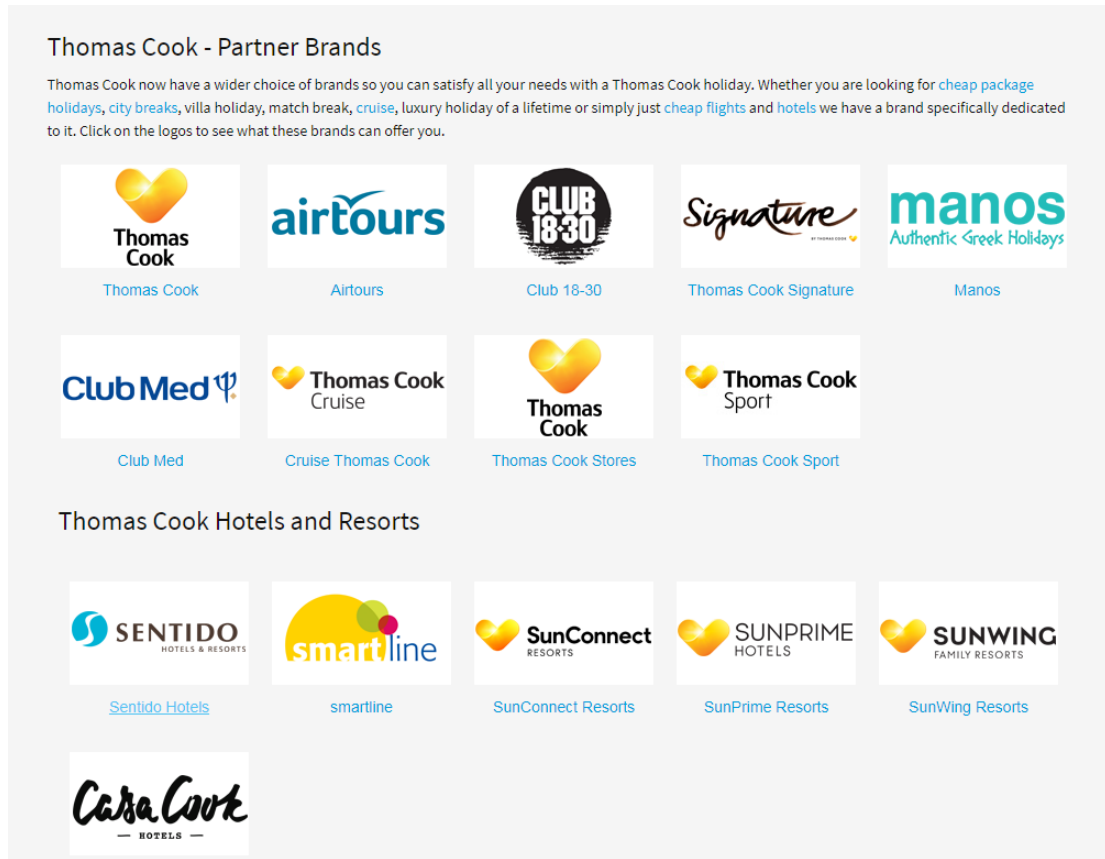 Thomas Cook - Partner Brands
Thomas Cook now have a wider choice of brands so you can satisfy all your needs with a Thomas Cook holiday. Whether you are looking for cheap package
holidays, city breaks, villa holiday, match break, cruise, luxury holiday of a lifetime or simply just cheap flights and hotels we have a brand specifically dedicated
to it. Click on the logos to see what these brands can offer you.
Thomas
Cook
airtours
CLUB
18-30
Signature
BY THOMAS COOK
manos
Authentic Greek Holidays
Thomas Cook
Airtours
Club 18-30
Thomas Cook Signature
Manos
Club Med
Thomas Cook
Cruise
Thomas
Cook
Thomas Cook
Sport
Club Med
Cruise Thomas Cook
Thomas Cook Stores
Thomas Cook Sport
Thomas Cook Hotels and Resorts
SENTIDO
HOTELS & RESORTS
smartline
SunConnect
RESORTS
SUNPRIME
HOTELS
SUNWING
FAMILY RESORTS
Sentido Hotels
smartline
SunConnect Resorts
SunPrime Resorts
SunWing Resorts
Casa Cook
— HOTELS —